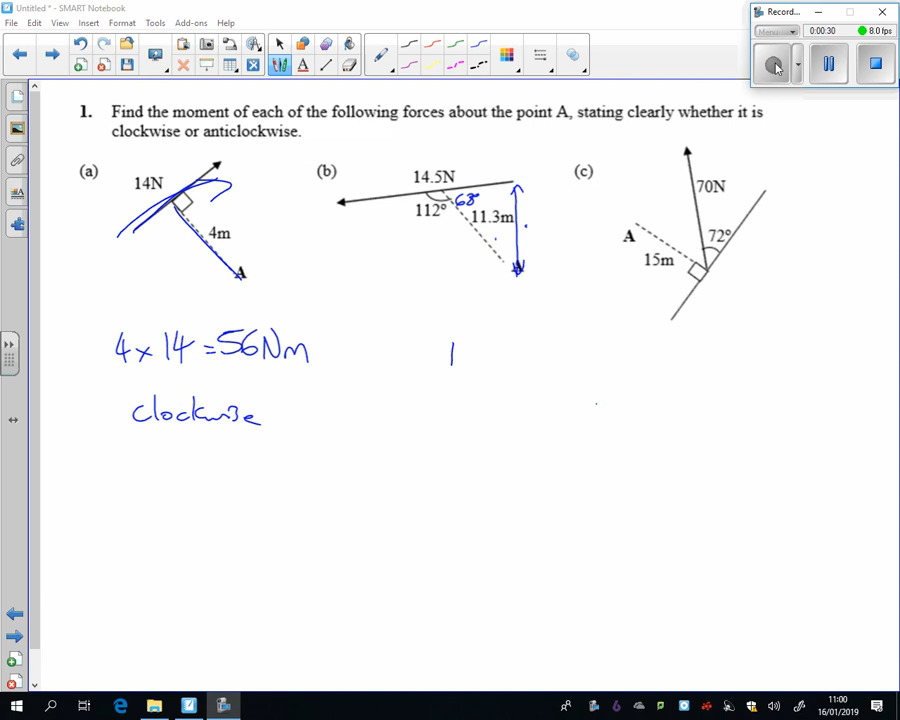 Untitled * - SMART Notebook
File Edit View Insert Format Tools Add-ons Help
Record...
Menu
0:00:30
8.0 fps
1. Find the moment of each of the following forces about the point A, stating clearly whether it is
clockwise or anticlockwise.
(a)
14N
4m
A
(b)
14.5N
112°
68°
11.3m
A
(c)
70N
A
72°
15m
4 x 14 = 56Nm
clockwise
11:00
16/01/2019